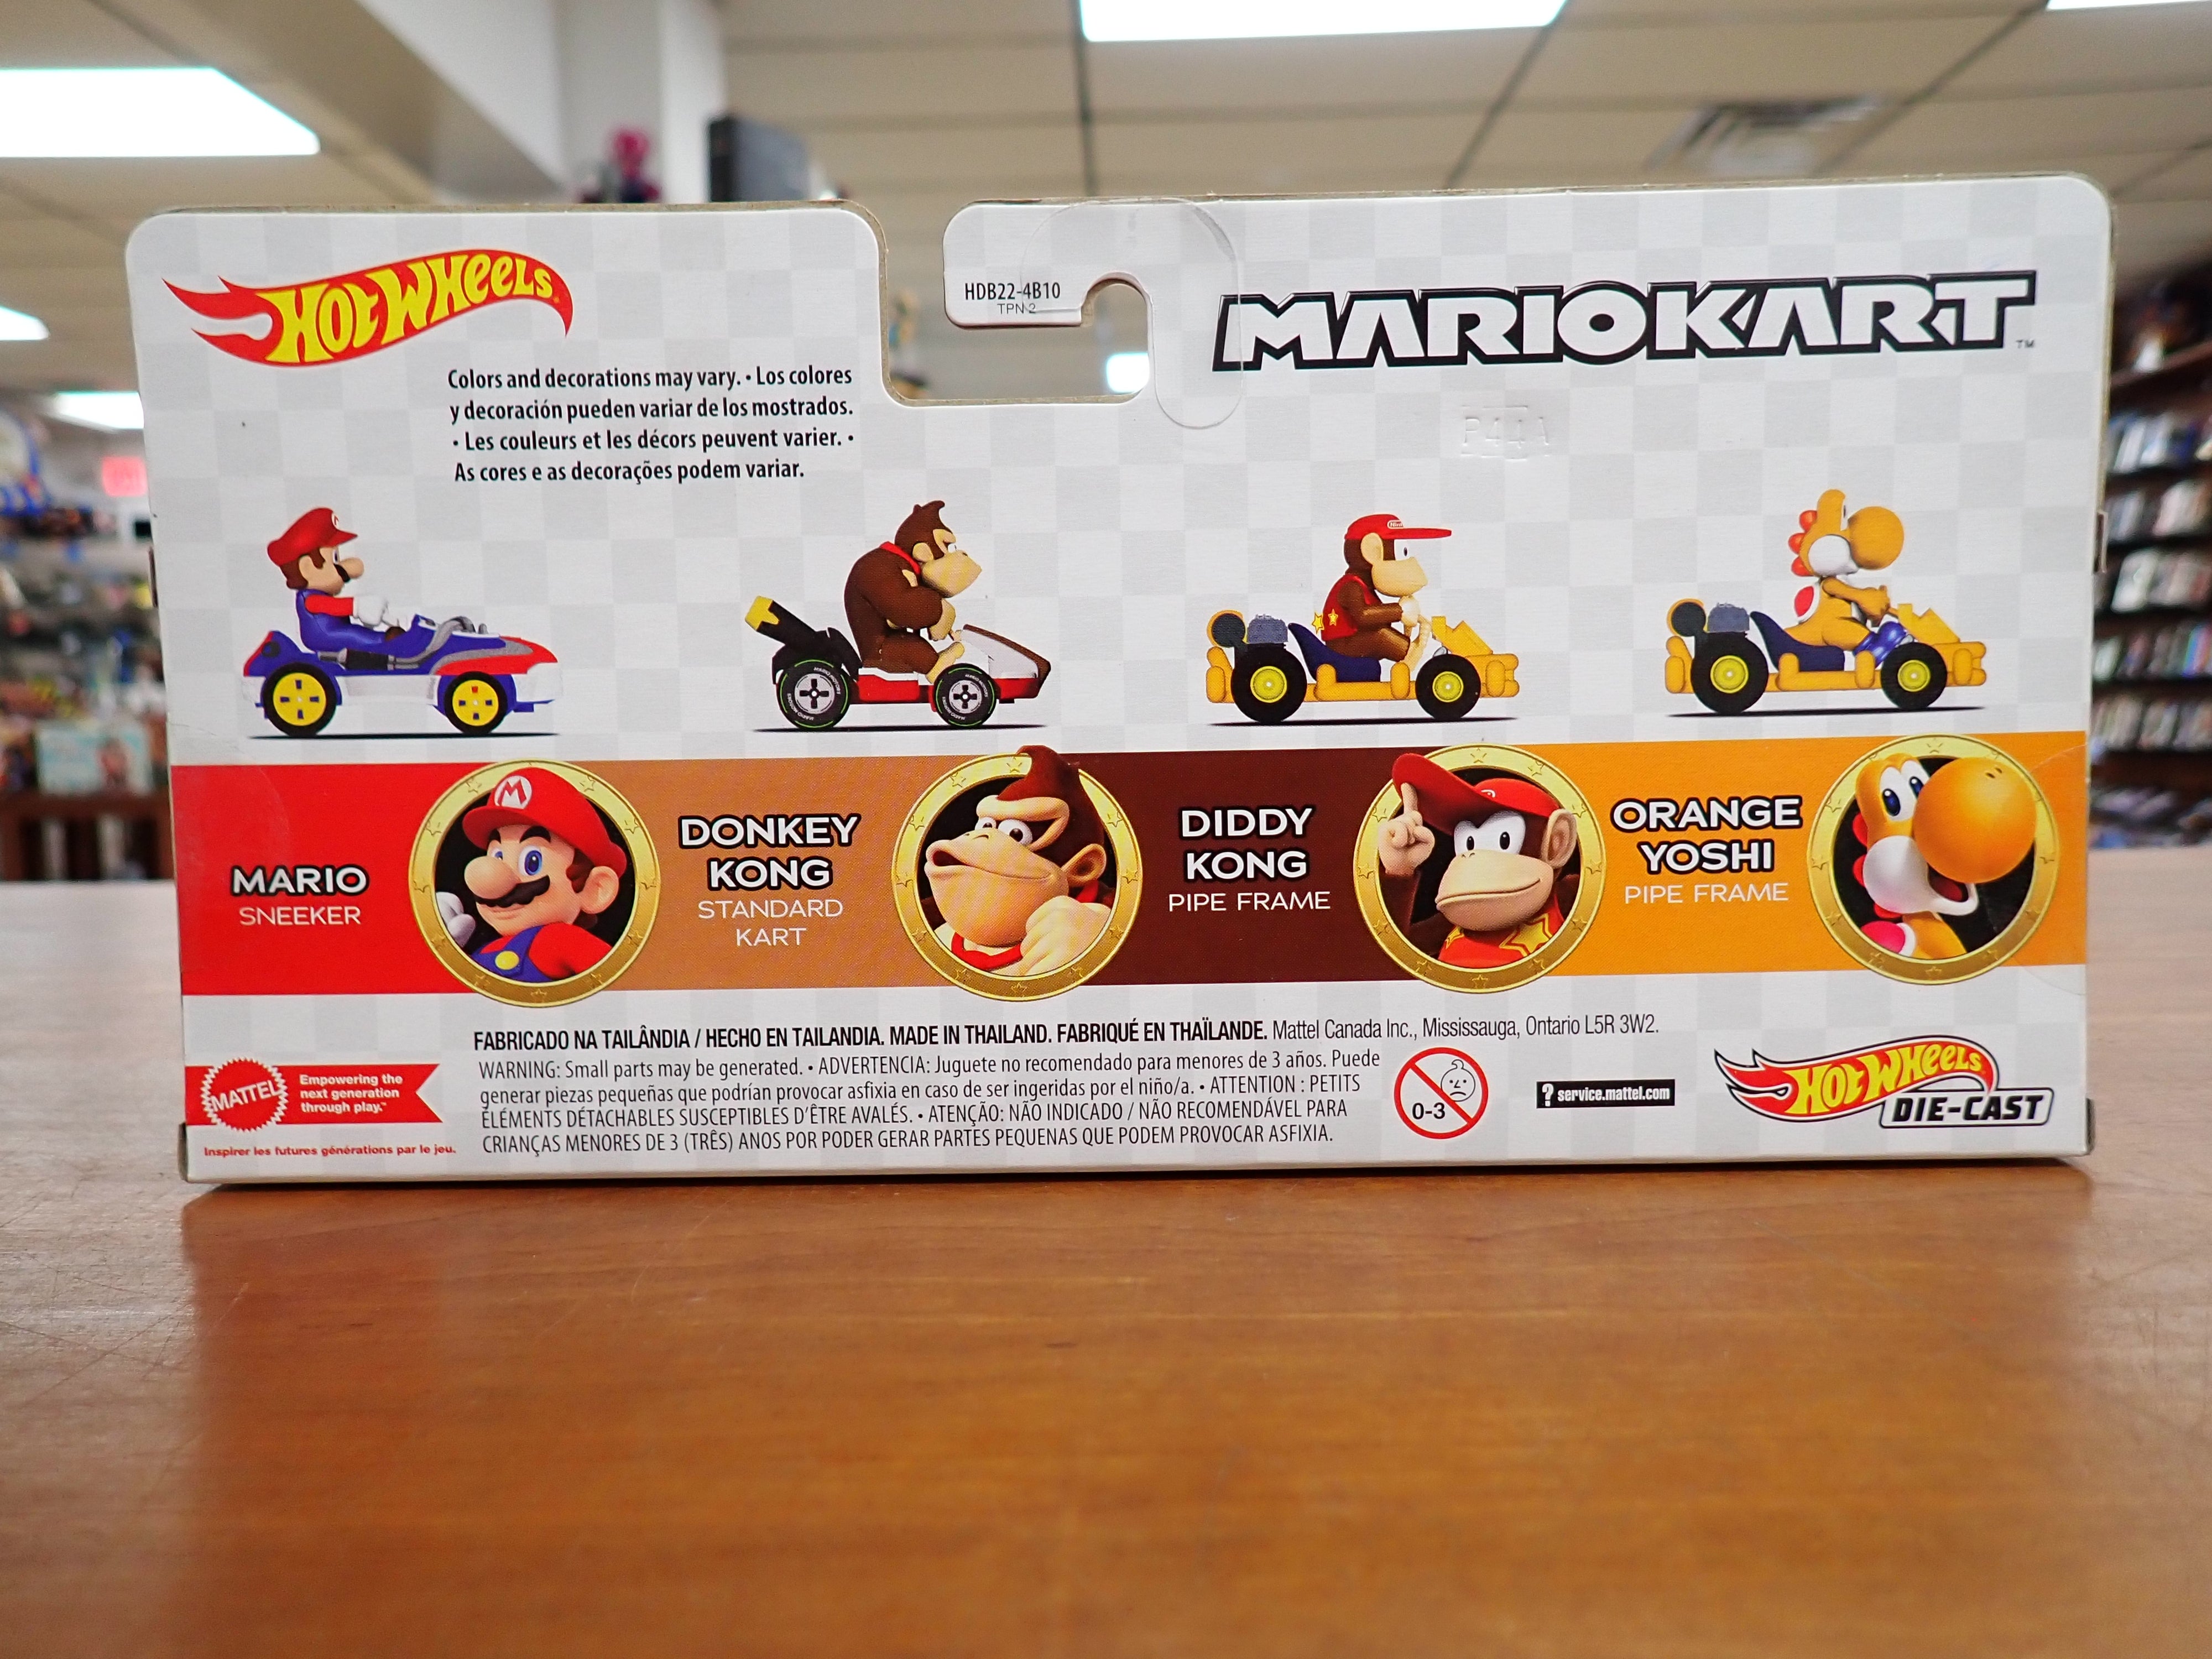 HOT WHEELS
HDB22-4B10
TPN 2
MARIOKART™
Colors and decorations may vary. • Los colores
y decoración pueden variar de los mostrados.
• Les couleurs et les décors peuvent varier. •
As cores e as decorações podem variar.
P44A
MARIO
SNEEKER
M
DONKEY
KONG
STANDARD
KART
DIDDY
KONG
PIPE FRAME
ORANGE
YOSHI
PIPE FRAME
FABRICADO NA TAILÂNDIA / HECHO EN TAILANDIA. MADE IN THAILAND. FABRIQUÉ EN THAÏLANDE. Mattel Canada Inc., Mississauga, Ontario L5R 3W2.
WARNING: Small parts may be generated. • ADVERTENCIA: Juguete no recomendado para menores de 3 años. Puede
generar piezas pequeñas que podrían provocar asfixia en caso de ser ingeridas por el niño/a. • ATTENTION : PETITS
ÉLÉMENTS DÉTACHABLES SUSCEPTIBLES D'ÊTRE AVALÉS. • ATENÇÃO: NÃO INDICADO / NÃO RECOMENDÁVEL PARA
CRIANÇAS MENORES DE 3 (TRÊS) ANOS POR PODER GERAR PARTES PEQUENAS QUE PODEM PROVOCAR ASFIXIA.
MATTEL
Empowering the
next generation
through play.™
Inspirer les futures générations par le jeu.
0-3
? service.mattel.com
HOT WHEELS
DIE-CAST